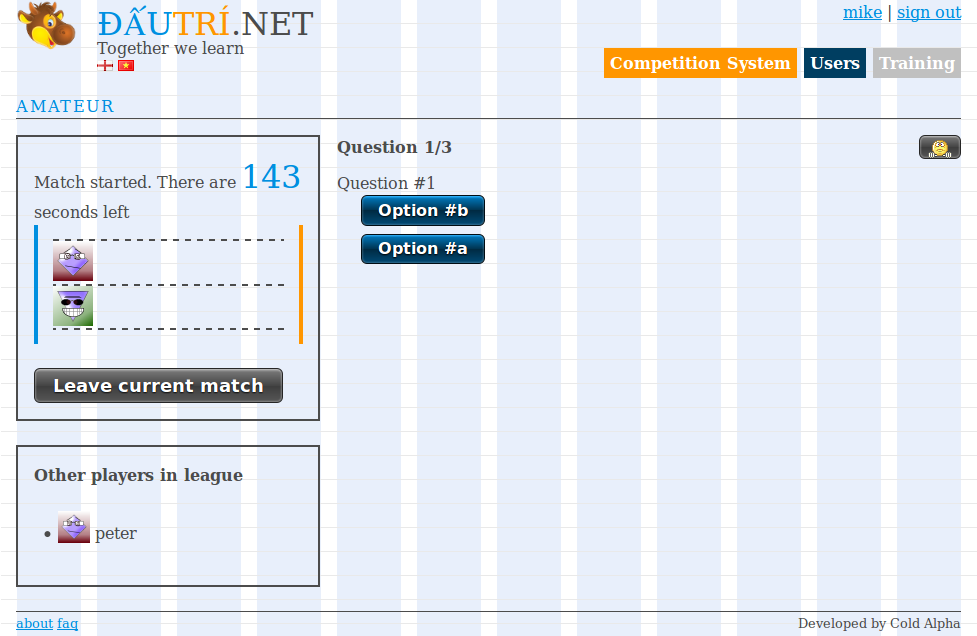 mike | sign out
ĐẤUTRÍ.NET
Together we learn
Competition System Users Training
AMATEUR
Match started. There are 143
seconds left
Leave current match
Other players in league
• peter
Question 1/3
Question #1
Option #b
Option #a
about faq
Developed by Cold Alpha